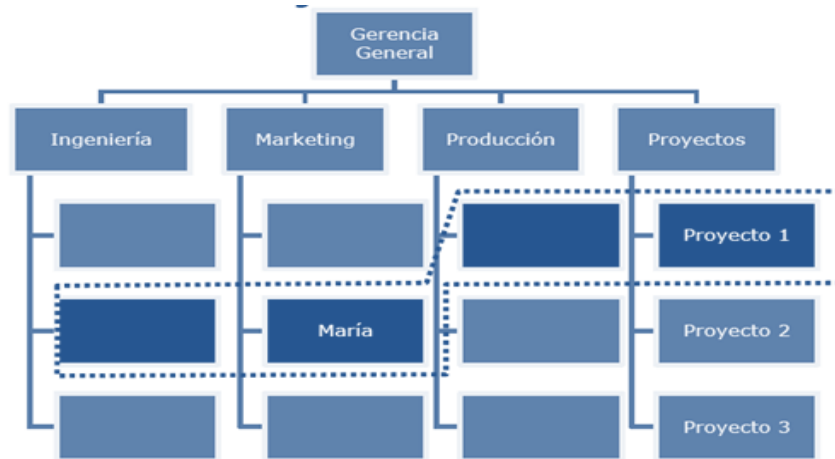 Gerencia
General
Ingeniería
Marketing
Producción
Proyectos
Proyecto 1
María
Proyecto 2
Proyecto 3